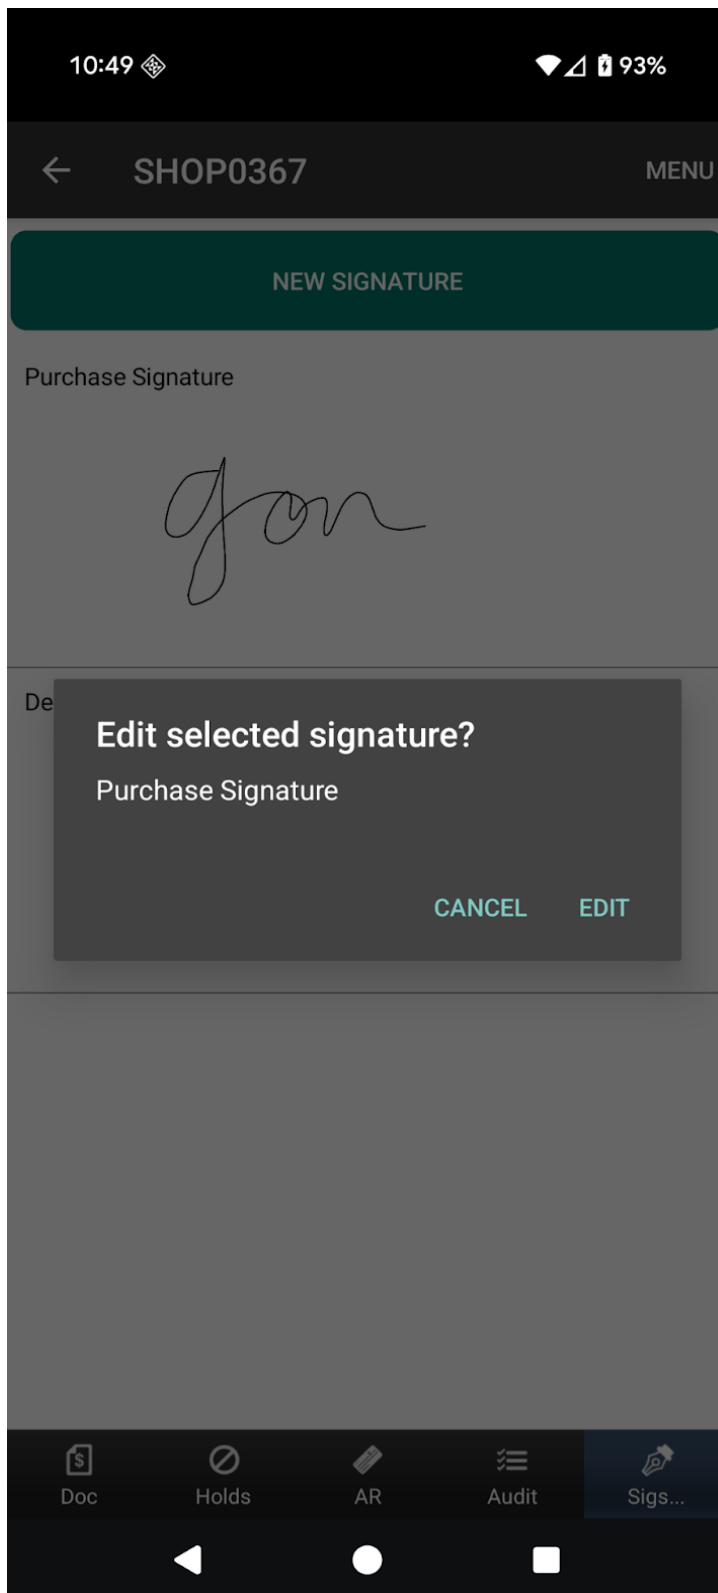 10:49 93%
SHOP0367 MENU
NEW SIGNATURE
Purchase Signature
gon
De
Edit selected signature?
Purchase Signature
CANCEL EDIT
Doc Holds AR Audit Sigs...